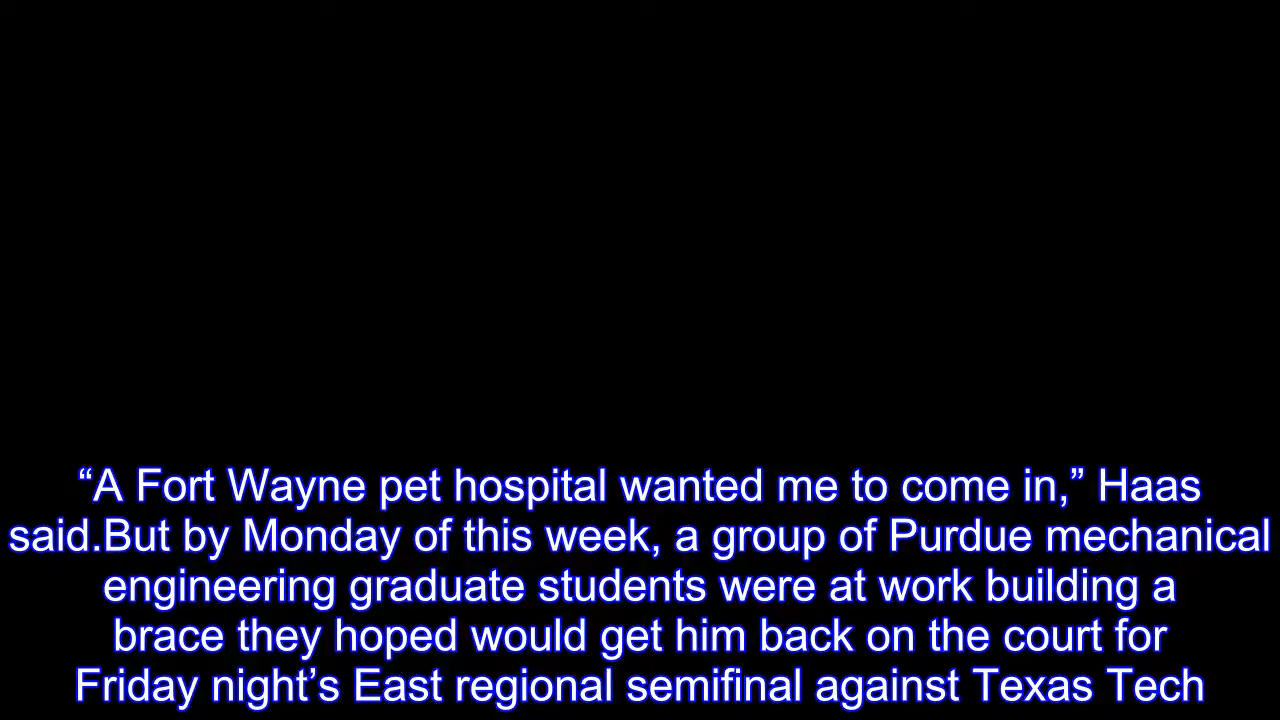 “A Fort Wayne pet hospital wanted me to come in,” Haas
said.But by Monday of this week, a group of Purdue mechanical
engineering graduate students were at work building a
brace they hoped would get him back on the court for
Friday night’s East regional semifinal against Texas Tech